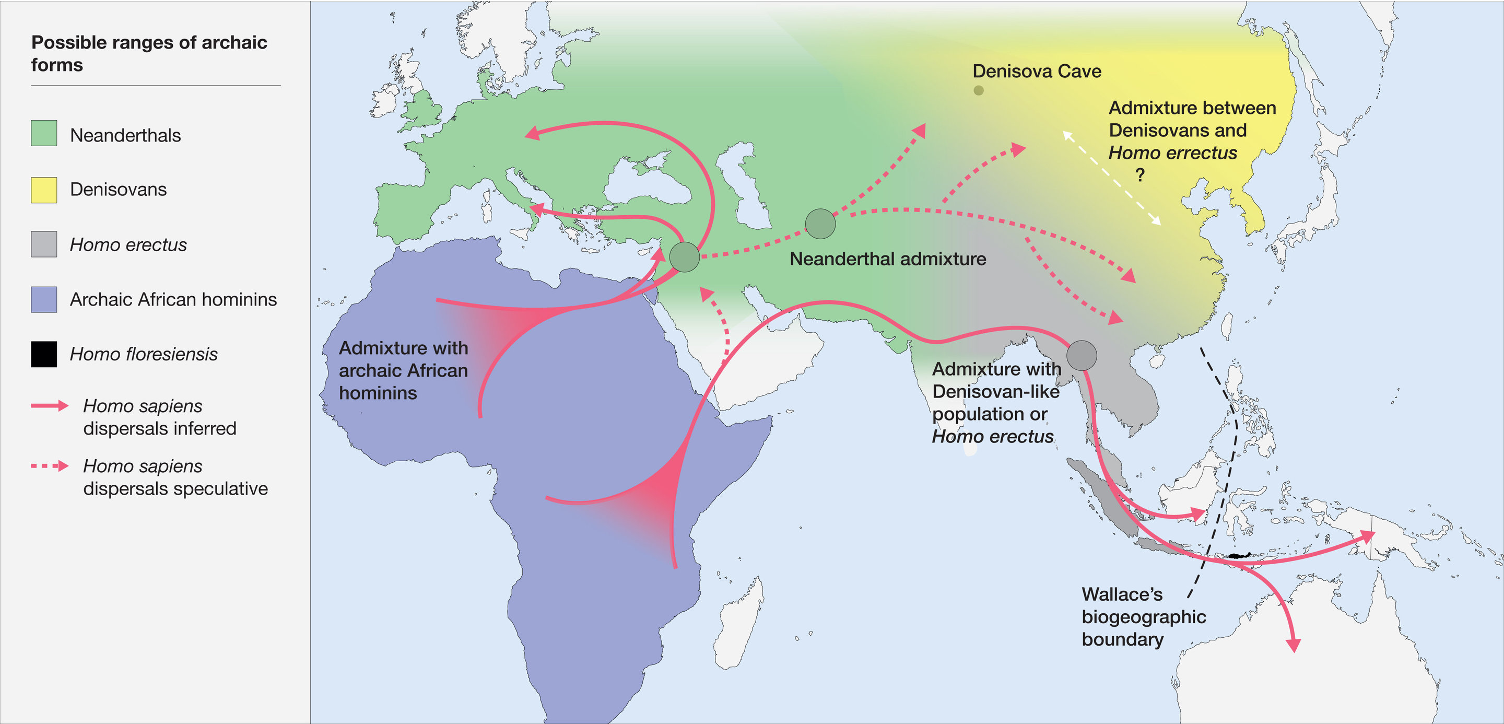 Possible ranges of archaic
forms
Neanderthals
Denisovans
Homo erectus
Archaic African hominins
Homo floresiensis
Homo sapiens
dispersals inferred
Homo sapiens
dispersals speculative
Denisova Cave
Admixture between
Denisovans and
Homo errectus
?
Neanderthal admixture
Admixture with
archaic African
hominins
Admixture with
Denisovan-like
population or
Homo erectus
Wallace's
biogeographic
boundary